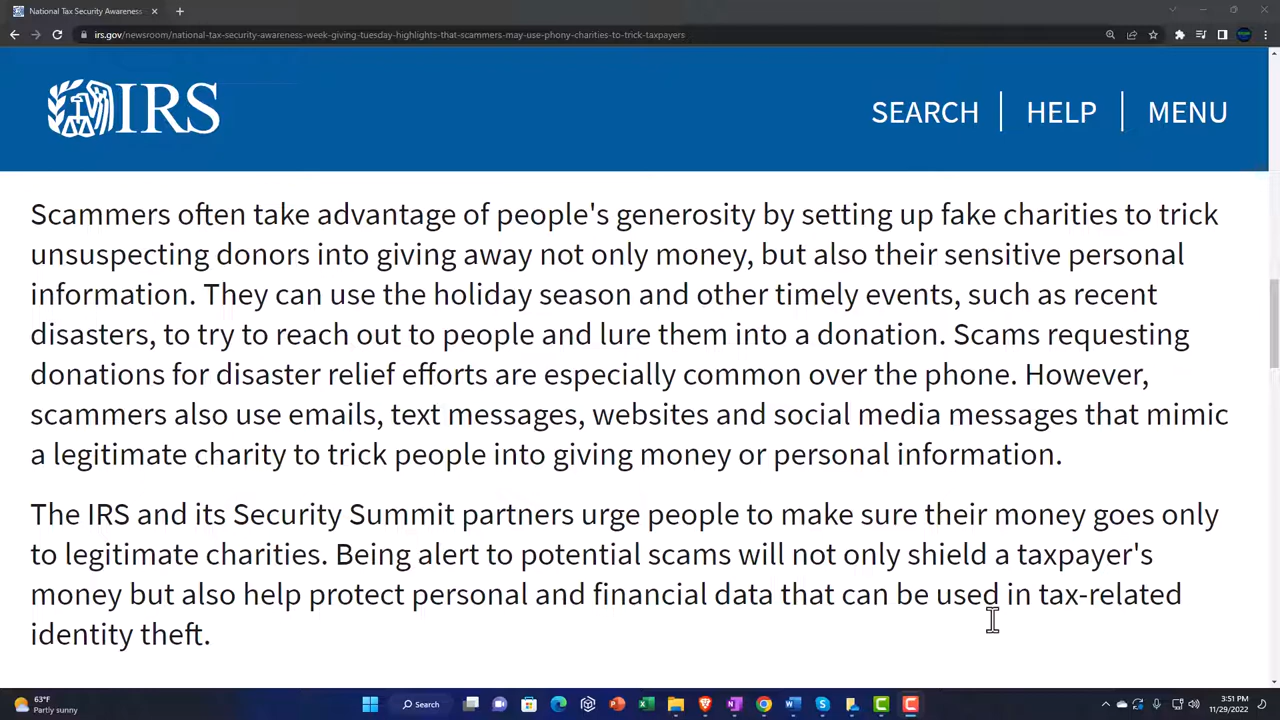 National Tax Security Awareness
irs.gov/newsroom/national-tax-security-awareness-week-giving-tuesday-highlights-that-scammers-may-use-phony-charities-to-trick-taxpayers
IRS
SEARCH
HELP
MENU
Scammers often take advantage of people's generosity by setting up fake charities to trick
unsuspecting donors into giving away not only money, but also their sensitive personal
information. They can use the holiday season and other timely events, such as recent
disasters, to try to reach out to people and lure them into a donation. Scams requesting
donations for disaster relief efforts are especially common over the phone. However,
scammers also use emails, text messages, websites and social media messages that mimic
a legitimate charity to trick people into giving money or personal information.
The IRS and its Security Summit partners urge people to make sure their money goes only
to legitimate charities. Being alert to potential scams will not only shield a taxpayer's
money but also help protect personal and financial data that can be used in tax-related
identity theft.
63°F
Partly sunny
Search
3:51 PM
11/29/2022